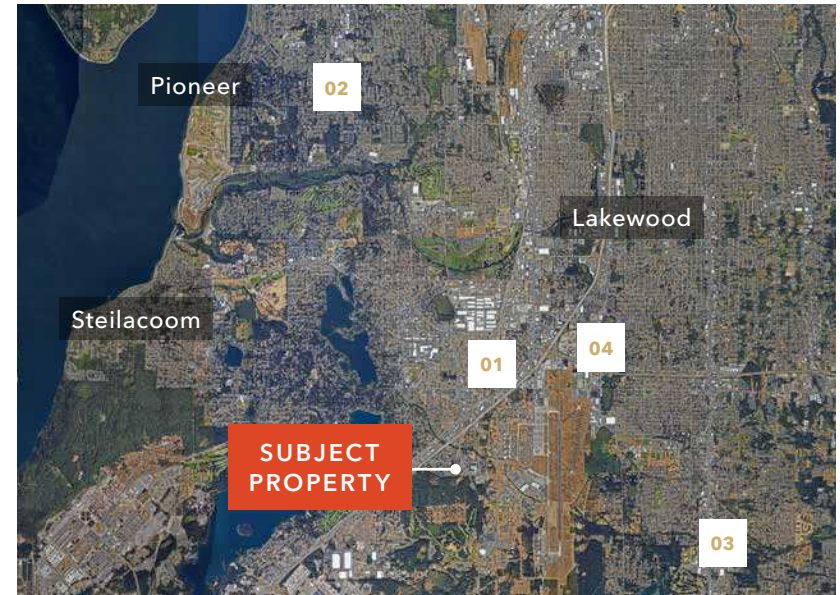 Pioneer
02
Lakewood
Steilacoom
01
04
SUBJECT
PROPERTY
03